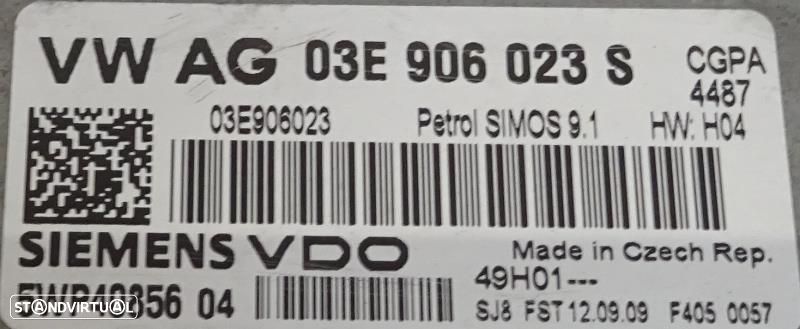 VW AG 03E 906 023 S CGPA
4487
03E906023 Petrol SIMOS 9.1 HW: H04
SIEMENS VDO Made in Czech Rep.
49H01---
04
SJ8 FST 12.09.09 F405 0057
STANDVIRTUAL